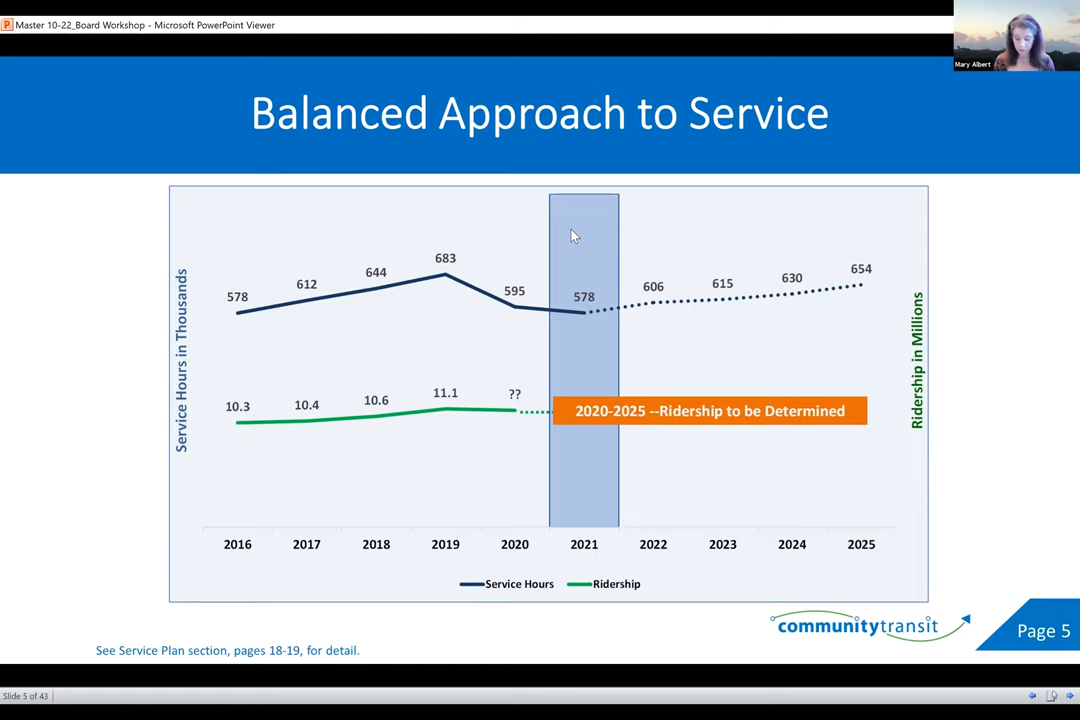 Master 10-22_Board Workshop - Microsoft PowerPoint Viewer
Mary Albert
Balanced Approach to Service
Service Hours in Thousands
Ridership in Millions
578
612
644
683
595
578
606
615
630
654
10.3
10.4
10.6
11.1
??
2020-2025 --Ridership to be Determined
2016 2017 2018 2019 2020 2021 2022 2023 2024 2025
Service Hours Ridership
communitytransit
Page 5
See Service Plan section, pages 18-19, for detail.
Slide 5 of 43